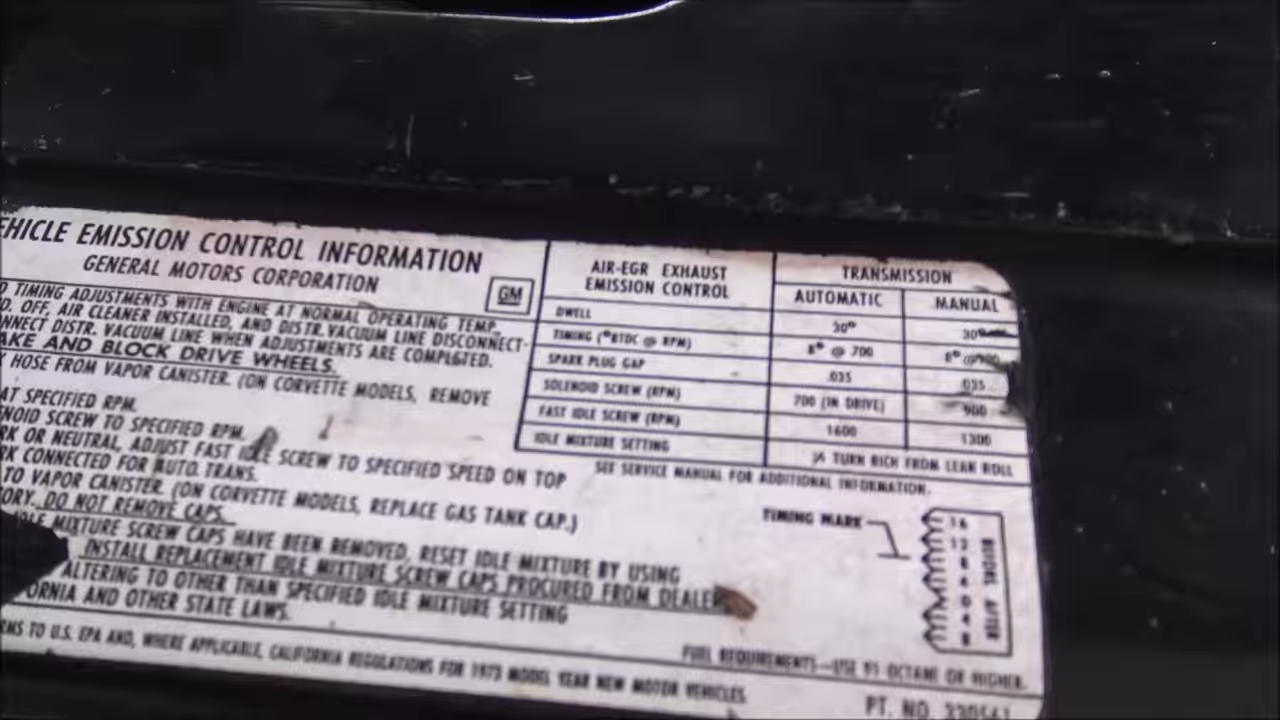 EHICLE EMISSION CONTROL INFORMATION
GENERAL MOTORS CORPORATION
GM
TIMING ADJUSTMENTS WITH ENGINE AT NORMAL OPERATING TEMP.
D. OFF, AIR CLEANER INSTALLED, AND DISTR. VACUUM LINE DISCONNECT-
NNECT DISTR. VACUUM LINE WHEN ADJUSTMENTS ARE COMPLETED.
AKE AND BLOCK DRIVE WHEELS.
HOSE FROM VAPOR CANISTER. (ON CORVETTE MODELS, REMOVE
AT SPECIFIED RPM.
NOID SCREW TO SPECIFIED RPM.
RK OR NEUTRAL, ADJUST FAST IDLE SCREW TO SPECIFIED SPEED ON TOP
RK CONNECTED FOR AUTO. TRANS.
TO VAPOR CANISTER. (ON CORVETTE MODELS, REPLACE GAS TANK CAP.)
ORY. DO NOT REMOVE CAPS.
DLE MIXTURE SCREW CAPS HAVE BEEN REMOVED, RESET IDLE MIXTURE BY USING
INSTALL REPLACEMENT IDLE MIXTURE SCREW CAPS PROCURED FROM DEALER
ALTERING TO OTHER THAN SPECIFIED IDLE MIXTURE SETTING
ORNIA AND OTHER STATE LAWS.
RMS TO U.S. EPA AND, WHERE APPLICABLE, CALIFORNIA REGULATIONS FOR 1973 MODEL YEAR NEW MOTOR VEHICLES.
AIR-EGR EXHAUST
EMISSION CONTROL
TRANSMISSION
AUTOMATIC MANUAL
DWELL 30° 30°
TIMING (°BTDC @ RPM) 8° @ 700 8° @
SPARK PLUG GAP .035 .035
SOLENOID SCREW (RPM) 700 (IN DRIVE) 900
FAST IDLE SCREW (RPM) 1600 1300
IDLE MIXTURE SETTING ¼ TURN RICH FROM LEAN ROLL
SEE SERVICE MANUAL FOR ADDITIONAL INFORMATION.
TIMING MARK
16
12
8
4
0
4
8
BEFORE AFTER
FUEL REQUIREMENTS—USE 91 OCTANE OR HIGHER.
PT. NO.